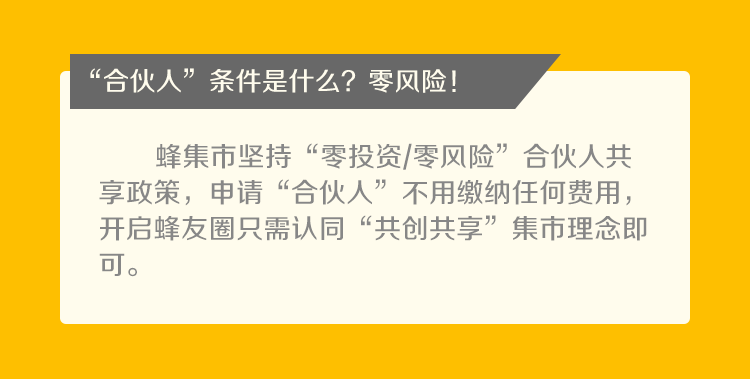 “合伙人”条件是什么？零风险！
蜂集市坚持“零投资/零风险”合伙人共
享政策，申请“合伙人”不用缴纳任何费用，
开启蜂友圈只需认同“共创共享”集市理念即
可。